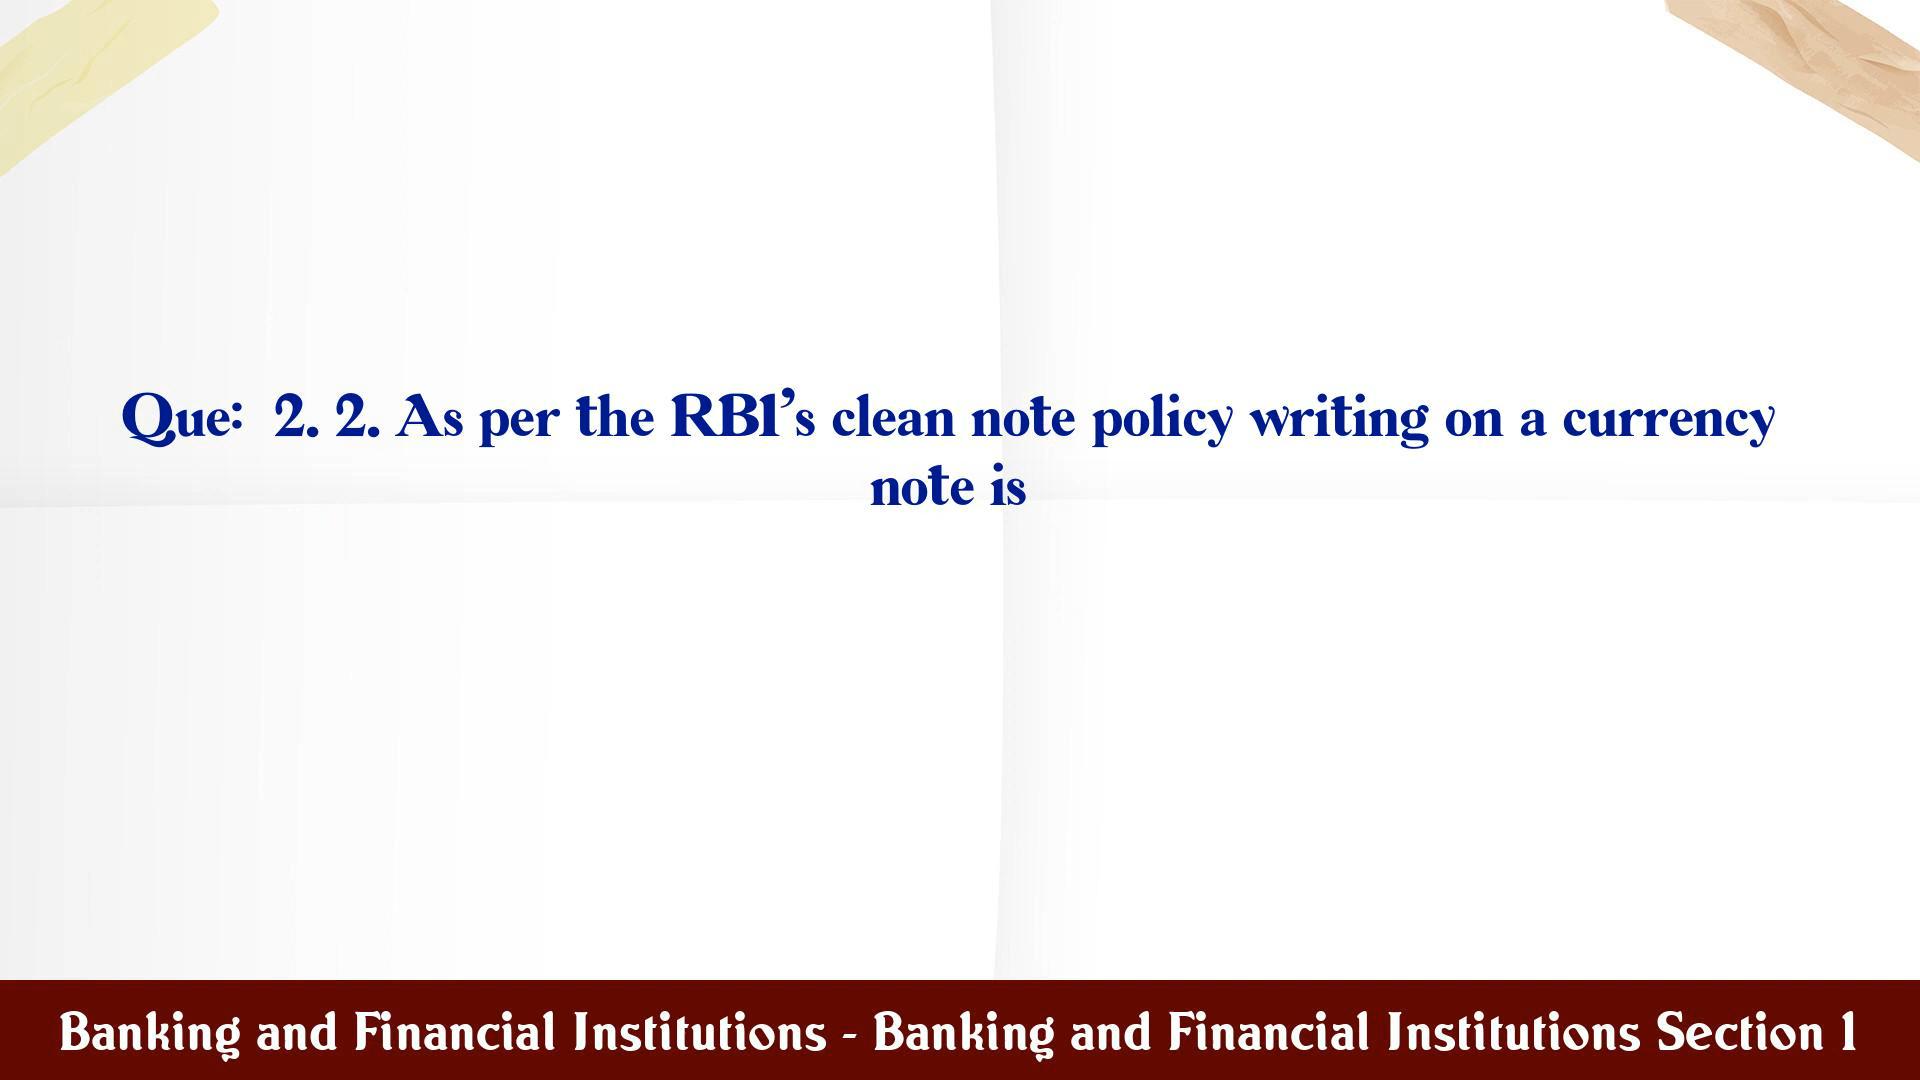 Que:  2. 2. As per the RBI’s clean note policy writing on a currency
note is
Banking and Financial Institutions - Banking and Financial Institutions Section 1